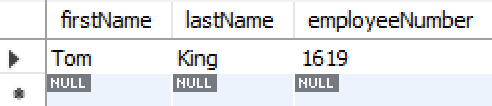 firstName lastName employeeNumber
Tom King 1619
NULL NULL NULL